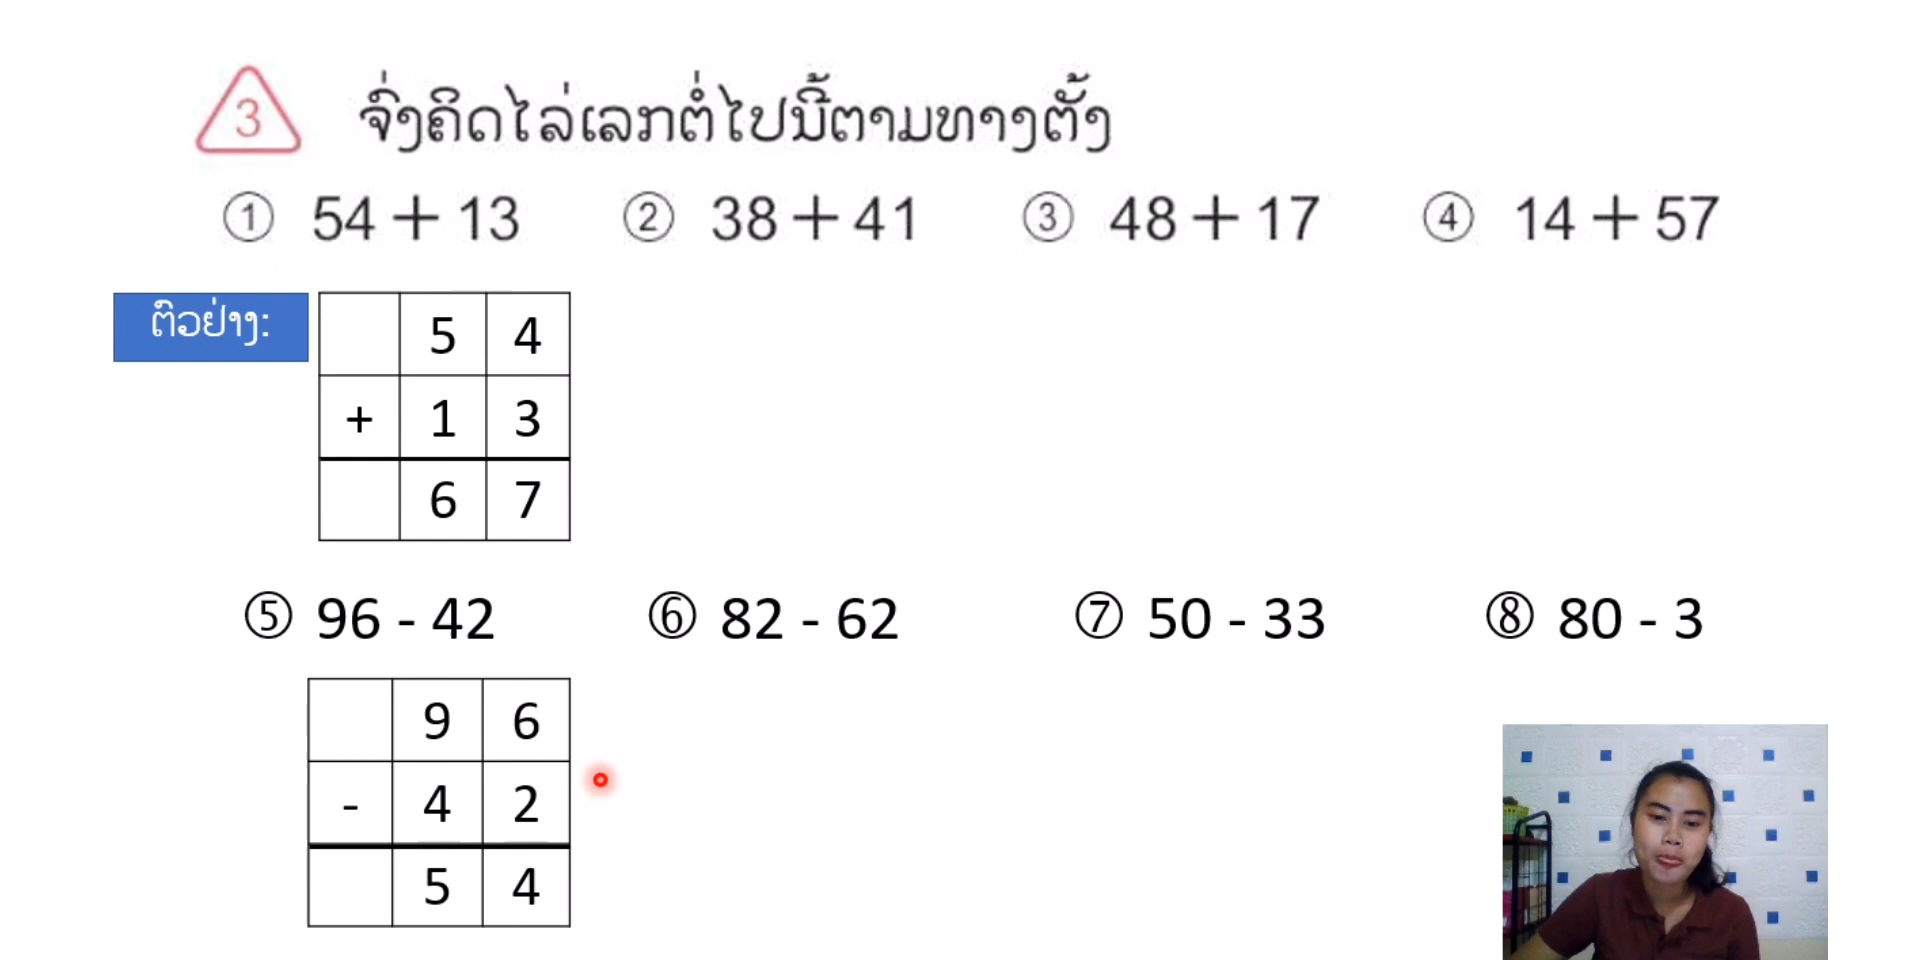 3 ຈົ່ງຄິດໄລ່ເລກຕໍ່ໄປນີ້ຕາມທາງຕັ້ງ
① 54+13 ② 38+41 ③ 48+17 ④ 14+57
ຕົວຢ່າງ:
5 4
+ 1 3
6 7
⑤ 96 - 42 ⑥ 82 - 62 ⑦ 50 - 33 ⑧ 80 - 3
9 6
- 4 2
5 4